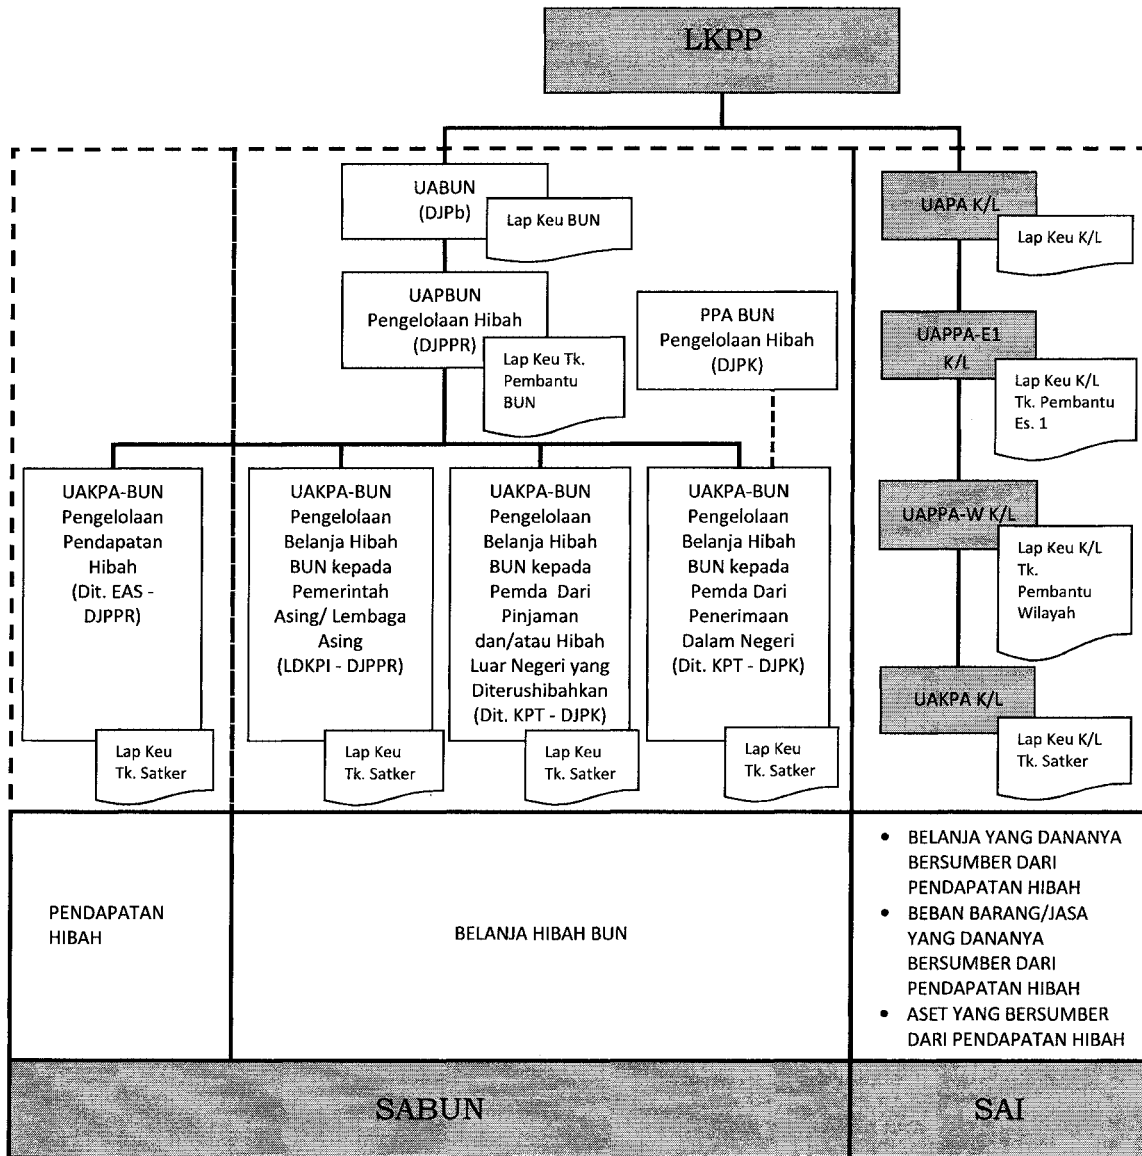 LKPP
UABUN
(DJPb)
Lap Keu BUN
UAPBUN
Pengelolaan Hibah
(DJPPR)
Lap Keu Tk.
Pembantu
BUN
PPA BUN
Pengelolaan Hibah
(DJPK)
UAPA K/L
Lap Keu K/L
UAPPA-E1
K/L
Lap Keu K/L
Tk. Pembantu
Es. 1
UAPPA-W K/L
Lap Keu K/L
Tk.
Pembantu
Wilayah
UAKPA K/L
Lap Keu K/L
Tk. Satker
UAKPA-BUN
Pengelolaan
Pendapatan
Hibah
(Dit. EAS -
DJPPR)
Lap Keu
Tk. Satker
UAKPA-BUN
Pengelolaan
Belanja Hibah
BUN kepada
Pemerintah
Asing/ Lembaga
Asing
(LDKPI - DJPPR)
Lap Keu
Tk. Satker
UAKPA-BUN
Pengelolaan
Belanja Hibah
BUN kepada
Pemda Dari
Pinjaman
dan/atau Hibah
Luar Negeri yang
Diterushibahkan
(Dit. KPT - DJPK)
Lap Keu
Tk. Satker
UAKPA-BUN
Pengelolaan
Belanja Hibah
BUN kepada
Pemda Dari
Penerimaan
Dalam Negeri
(Dit. KPT - DJPK)
Lap Keu
Tk. Satker
PENDAPATAN
HIBAH
BELANJA HIBAH BUN
• BELANJA YANG DANANYA
BERSUMBER DARI
PENDAPATAN HIBAH
• BEBAN BARANG/JASA
YANG DANANYA
BERSUMBER DARI
PENDAPATAN HIBAH
• ASET YANG BERSUMBER
DARI PENDAPATAN HIBAH
SABUN
SAI